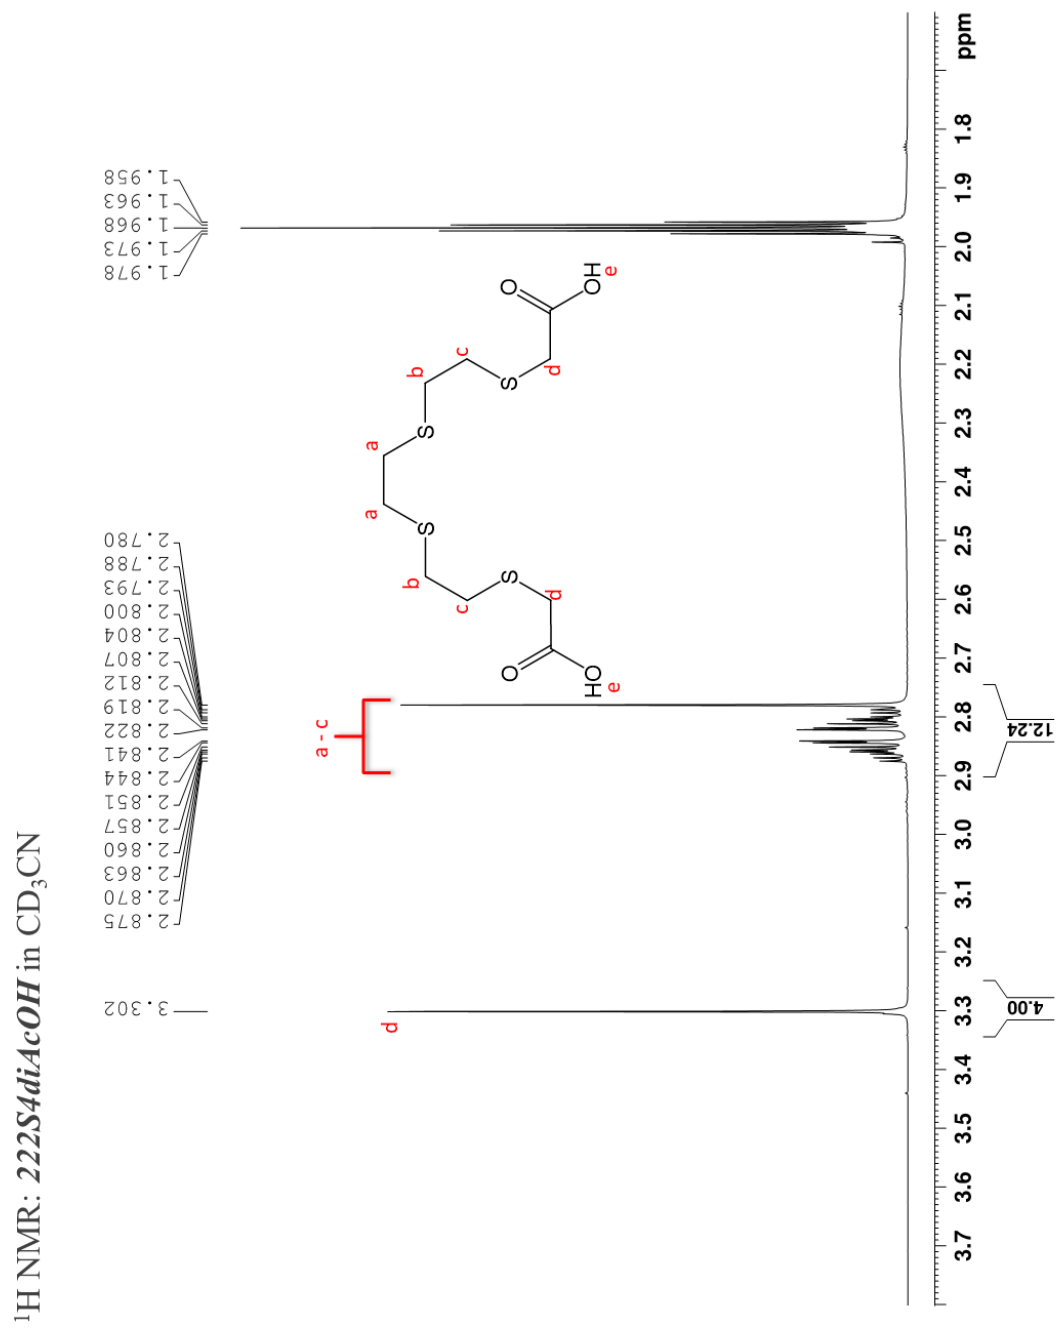 ¹H NMR: 222S4diAcOH in CD₃CN
3.302
2.875
2.870
2.863
2.860
2.857
2.851
2.844
2.841
2.822
2.819
2.812
2.807
2.804
2.800
2.793
2.788
2.780
1.978
1.973
1.968
1.963
1.958
d
a - c
O
OH
e
d
S
c
b
S
a
a
S
b
c
S
d
O
OH
e
3.7 3.6 3.5 3.4 3.3 3.2 3.1 3.0 2.9 2.8 2.7 2.6 2.5 2.4 2.3 2.2 2.1 2.0 1.9 1.8 ppm
4.00
12.24